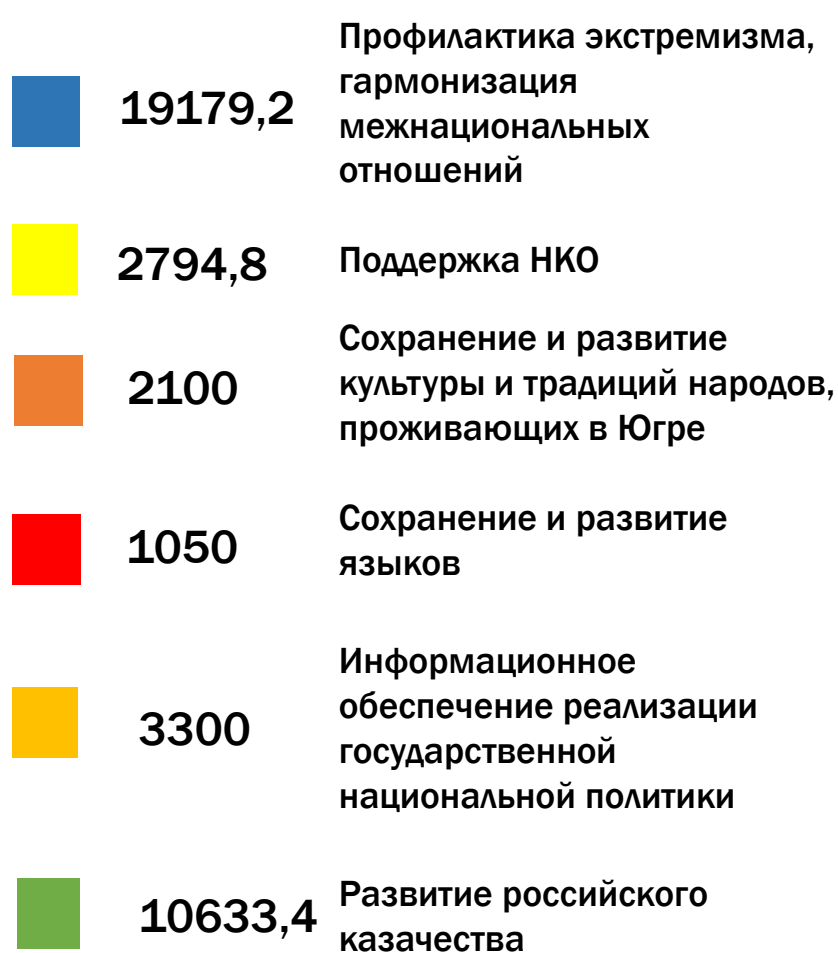 19179,2
Профилактика экстремизма,
гармонизация
межнациональных
отношений
2794,8
Поддержка НКО
2100
Сохранение и развитие
культуры и традиций народов,
проживающих в Югре
1050
Сохранение и развитие
языков
3300
Информационное
обеспечение реализации
государственной
национальной политики
10633,4
Развитие российского
казачества